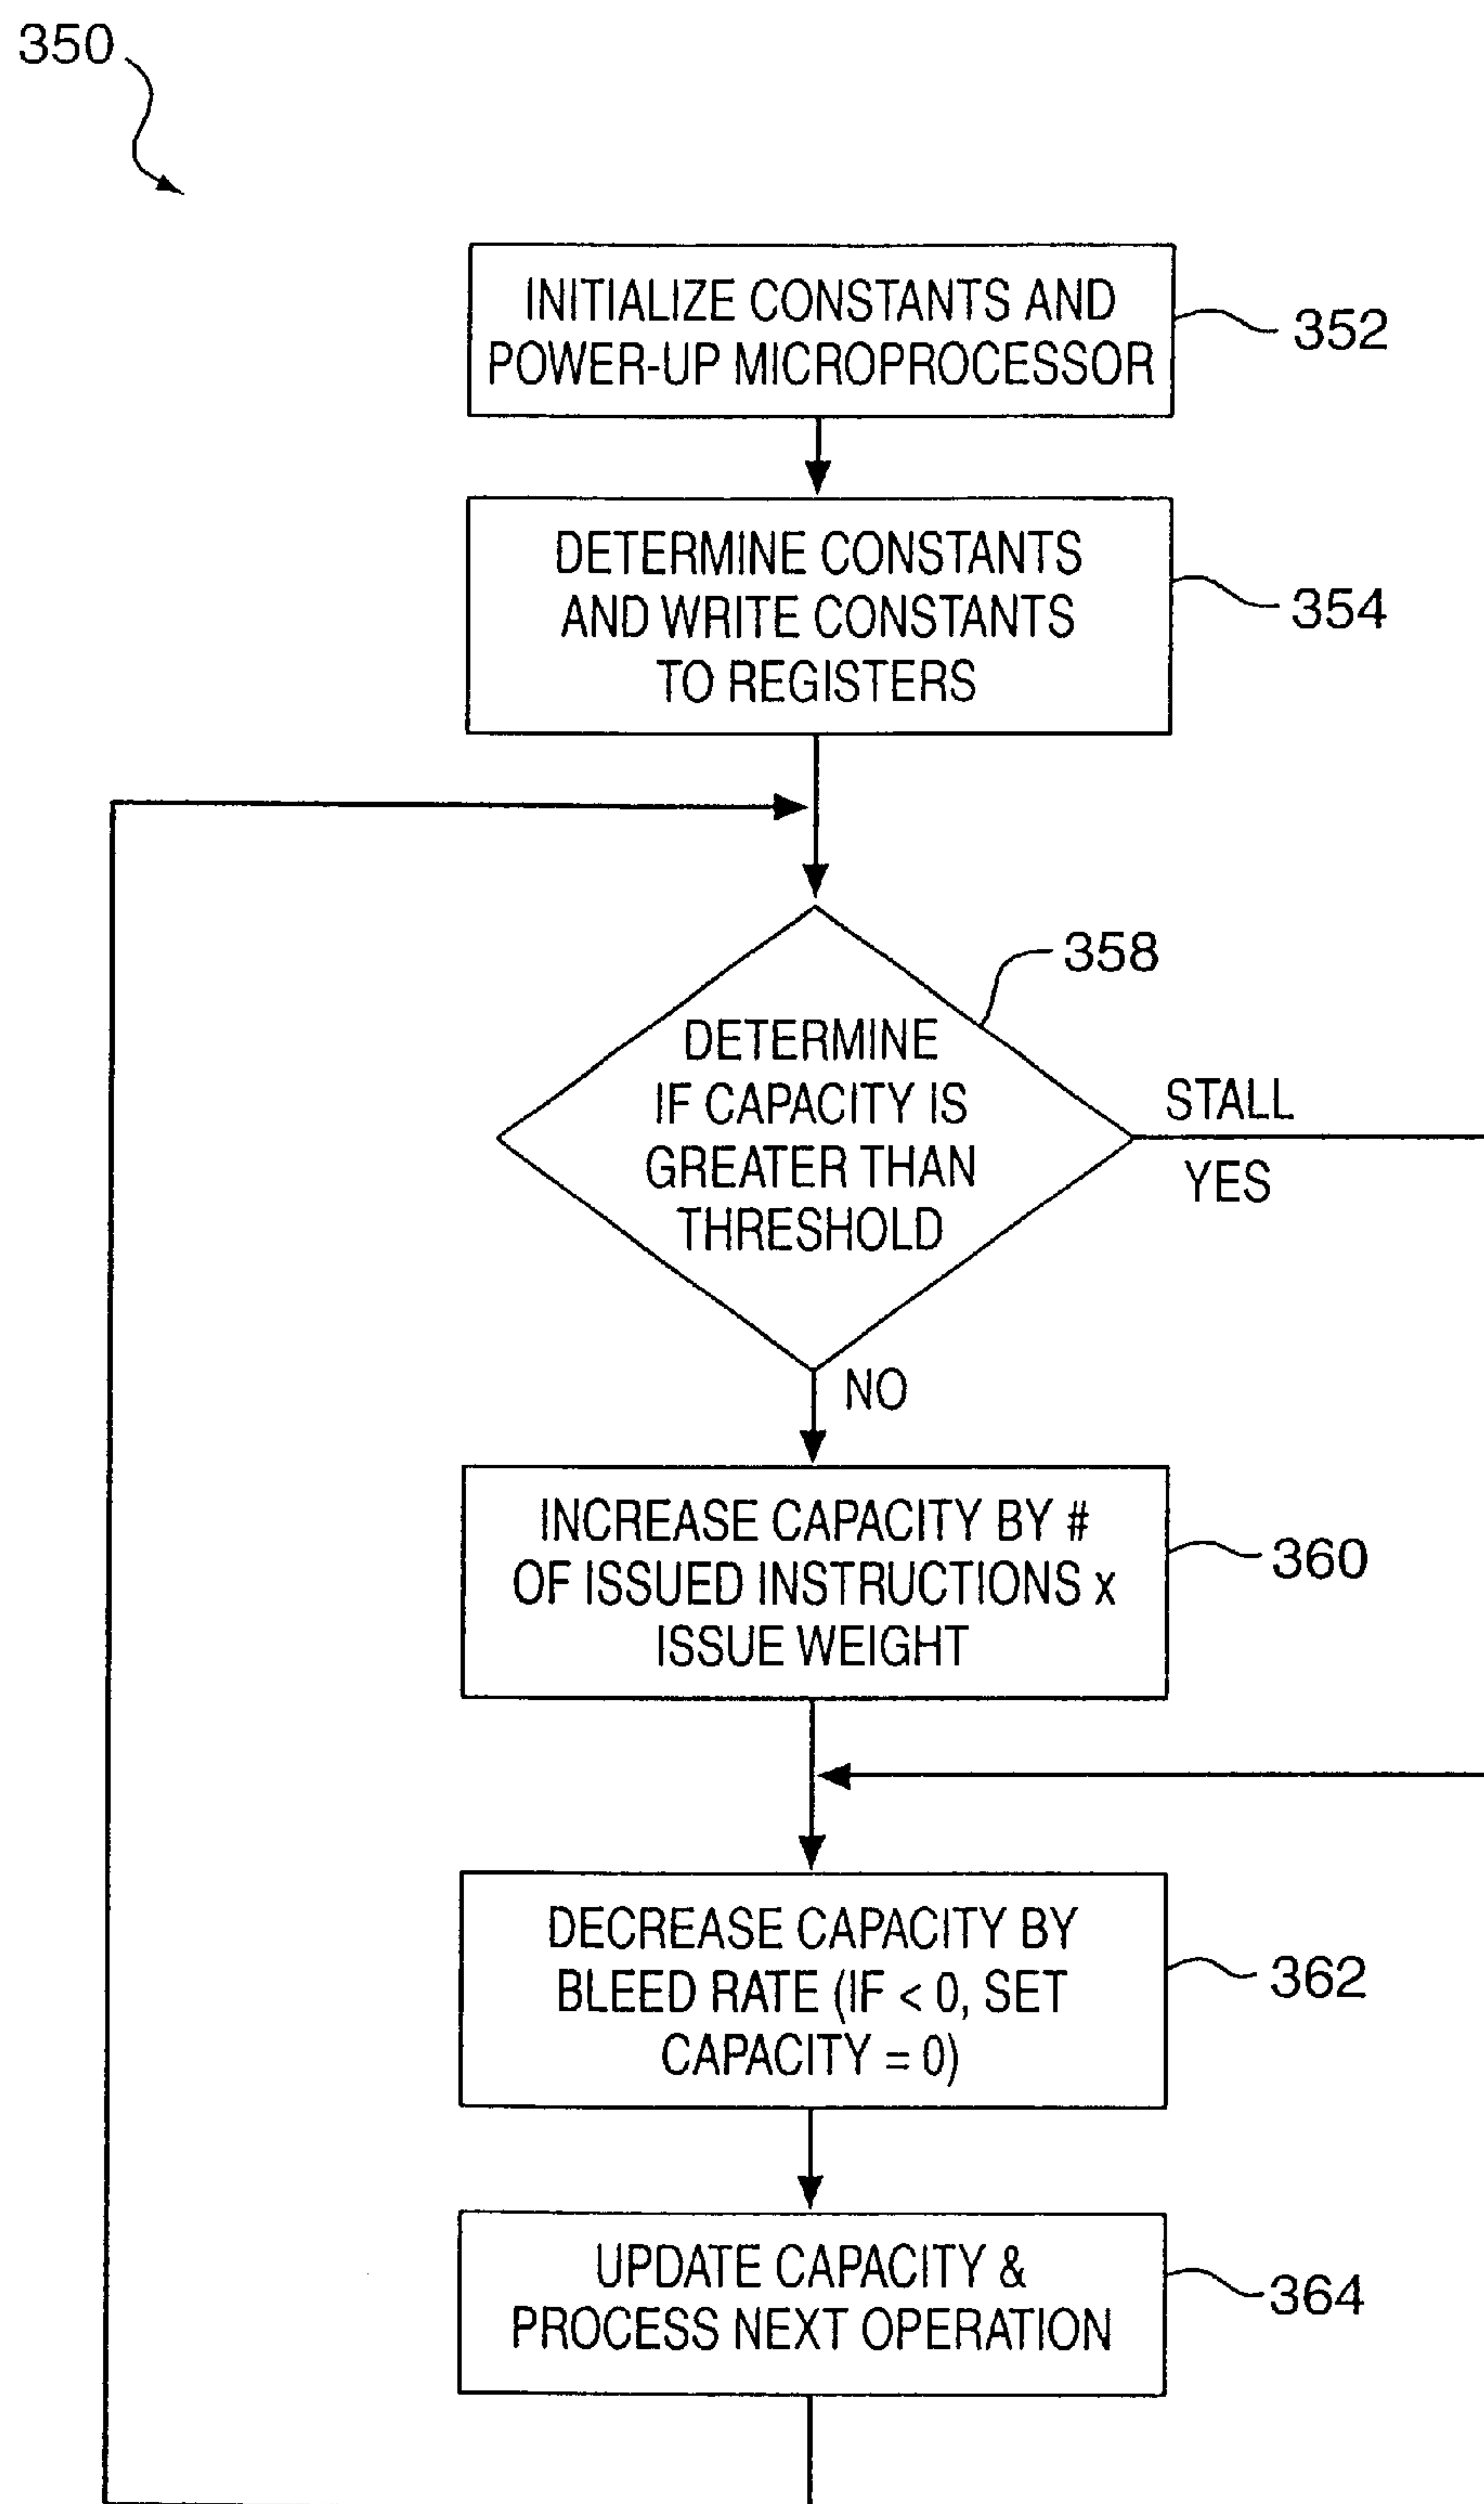 350
INITIALIZE CONSTANTS AND
POWER-UP MICROPROCESSOR
352
DETERMINE CONSTANTS
AND WRITE CONSTANTS
TO REGISTERS
354
358
DETERMINE
IF CAPACITY IS
GREATER THAN
THRESHOLD
STALL
YES
NO
INCREASE CAPACITY BY #
OF ISSUED INSTRUCTIONS x
ISSUE WEIGHT
360
DECREASE CAPACITY BY
BLEED RATE (IF < 0, SET
CAPACITY = 0)
362
UPDATE CAPACITY &
PROCESS NEXT OPERATION
364